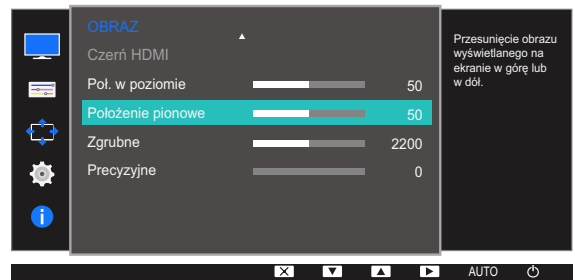 OBRAZ
Czerń HDMI
Poł. w poziomie 50
Położenie pionowe 50
Zgrubne 2200
Precyzyjne 0
Przesunięcie obrazu
wyświetlanego na
ekranie w górę lub
w dół.
AUTO